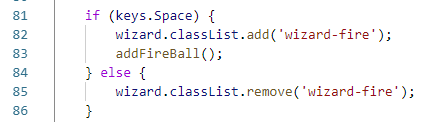 81 if (keys.Space) {
82 wizard.classList.add('wizard-fire');
83 addFireBall();
84 } else {
85 wizard.classList.remove('wizard-fire');
86 }